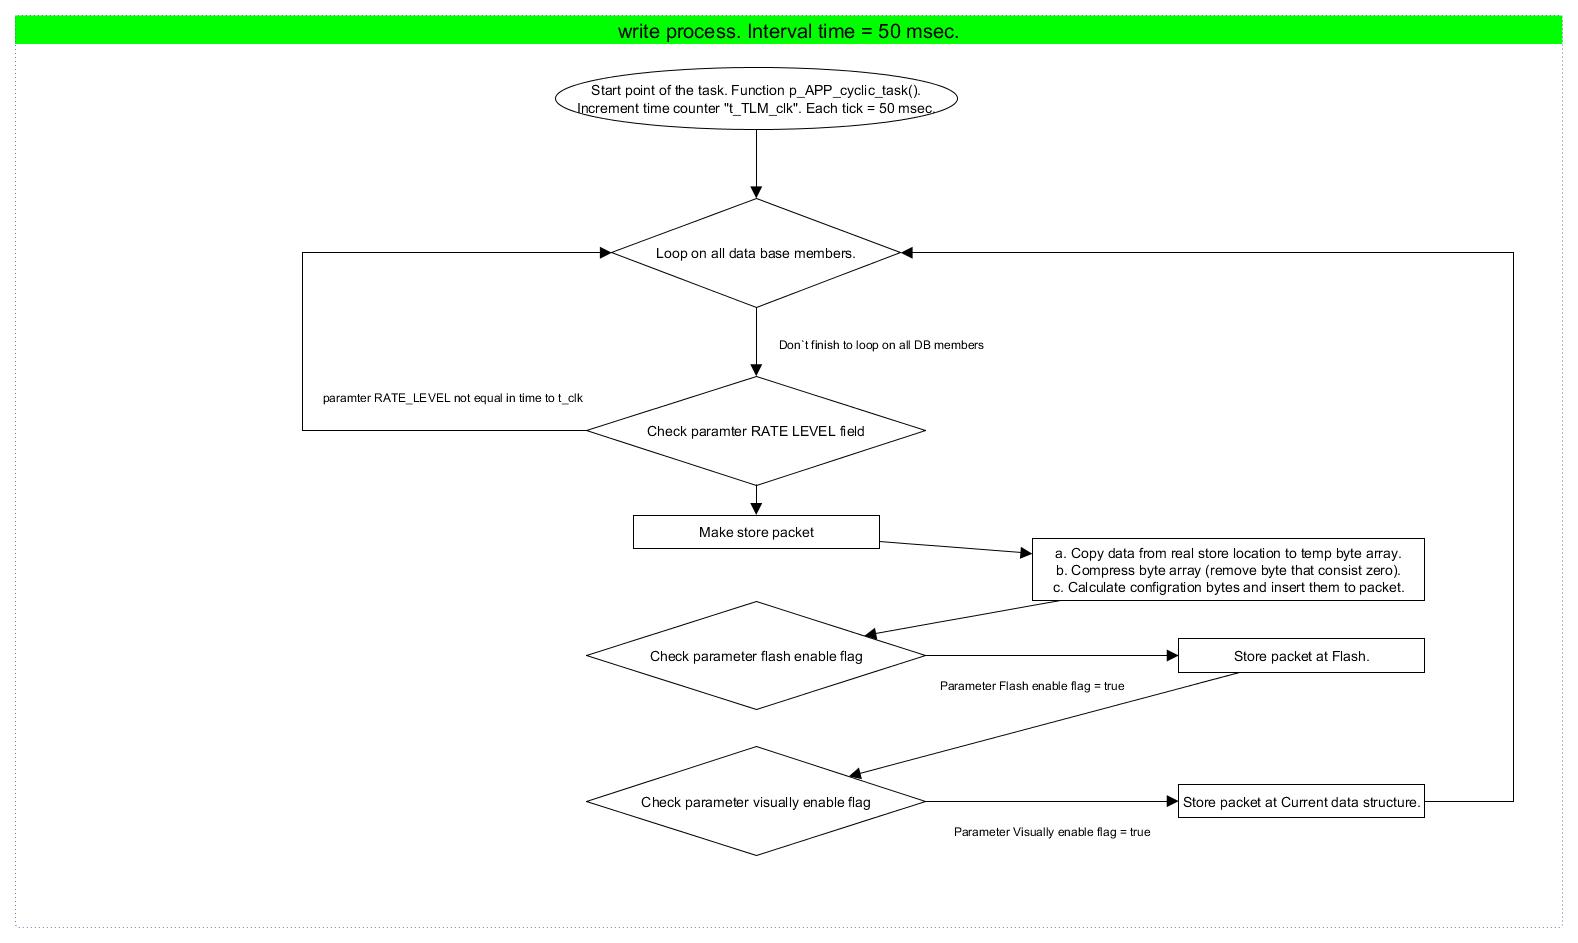 write process. Interval time = 50 msec.
Start point of the task. Function p_APP_cyclic_task().
Increment time counter "t_TLM_clk". Each tick = 50 msec.
Loop on all data base members.
Don`t finish to loop on all DB members
paramter RATE_LEVEL not equal in time to t_clk
Check paramter RATE LEVEL field
Make store packet
a. Copy data from real store location to temp byte array.
b. Compress byte array (remove byte that consist zero).
c. Calculate configration bytes and insert them to packet.
Check parameter flash enable flag
Store packet at Flash.
Parameter Flash enable flag = true
Check parameter visually enable flag
Store packet at Current data structure.
Parameter Visually enable flag = true